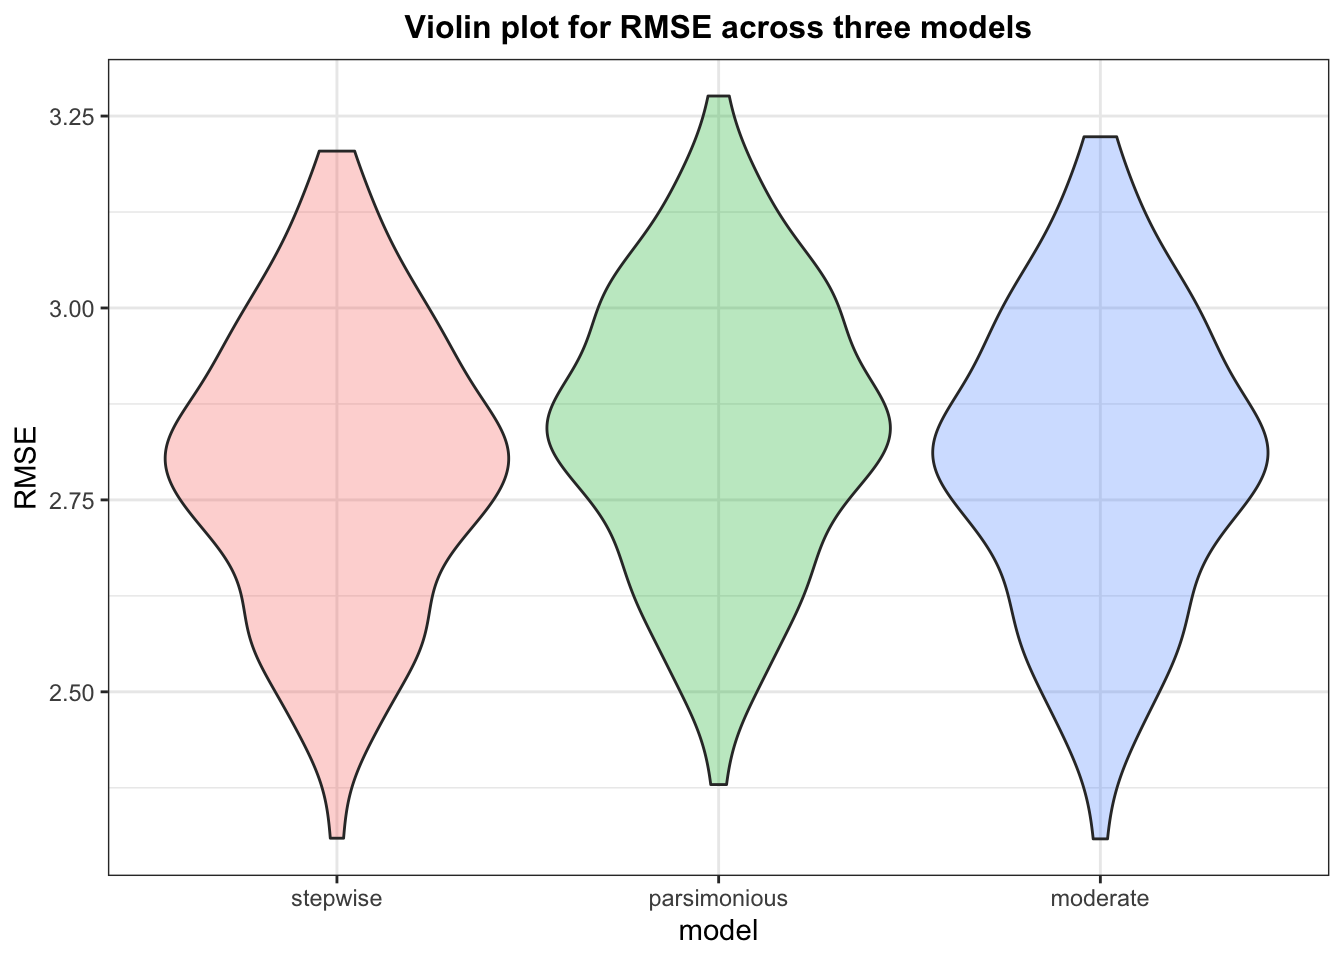 Violin plot for RMSE across three models
RMSE
3.25
3.00
2.75
2.50
stepwise parsimonious moderate
model